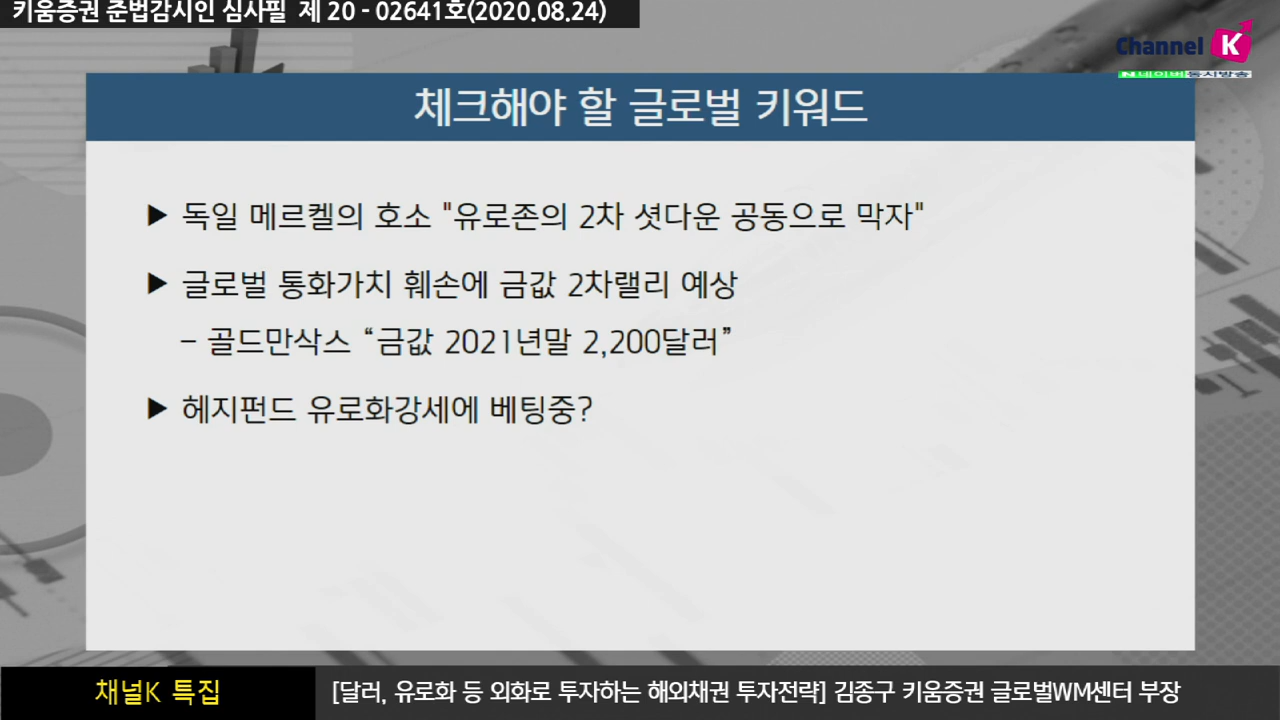 키움증권 준법감시인 심사필 제 20 - 02641호(2020.08.24)
Channel K
N 네이버 동시방송
체크해야 할 글로벌 키워드
▶ 독일 메르켈의 호소 "유로존의 2차 셧다운 공동으로 막자"
▶ 글로벌 통화가치 훼손에 금값 2차랠리 예상
– 골드만삭스 “금값 2021년말 2,200달러”
▶ 헤지펀드 유로화강세에 베팅중?
채널K 특집
[달러, 유로화 등 외화로 투자하는 해외채권 투자전략] 김종구 키움증권 글로벌WM센터 부장